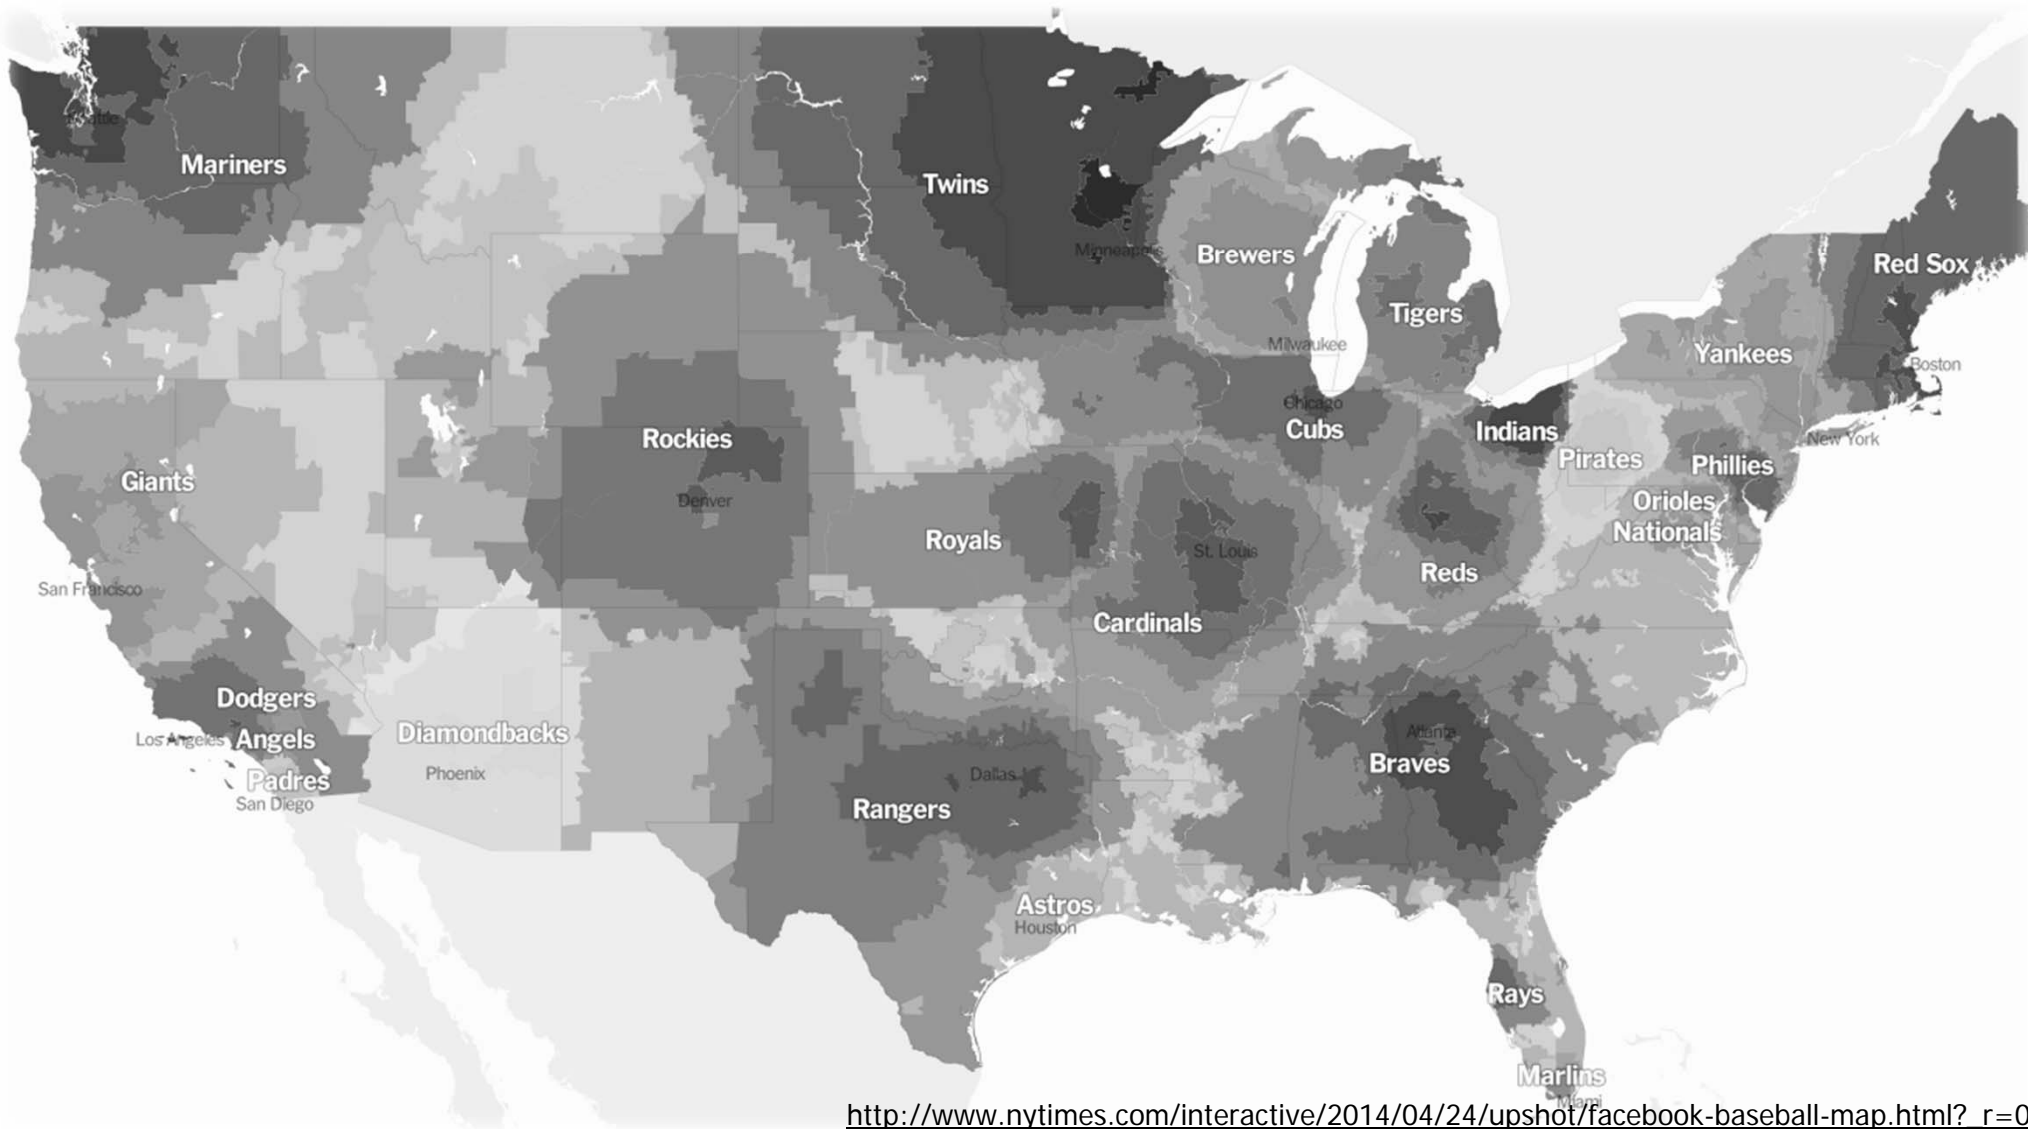 Seattle
Mariners
Twins
Minneapolis
Brewers
Red Sox
Tigers
Milwaukee
Yankees
Boston
Chicago
Cubs
Indians
New York
Rockies
Pirates
Phillies
Giants
Denver
Orioles
Nationals
Royals
St. Louis
Reds
San Francisco
Cardinals
Dodgers
Diamondbacks
Atlanta
Los Angeles
Angels
Braves
Phoenix
Dallas
Padres
San Diego
Rangers
Astros
Houston
Rays
Marlins
Miami
http://www.nytimes.com/interactive/2014/04/24/upshot/facebook-baseball-map.html?_r=0